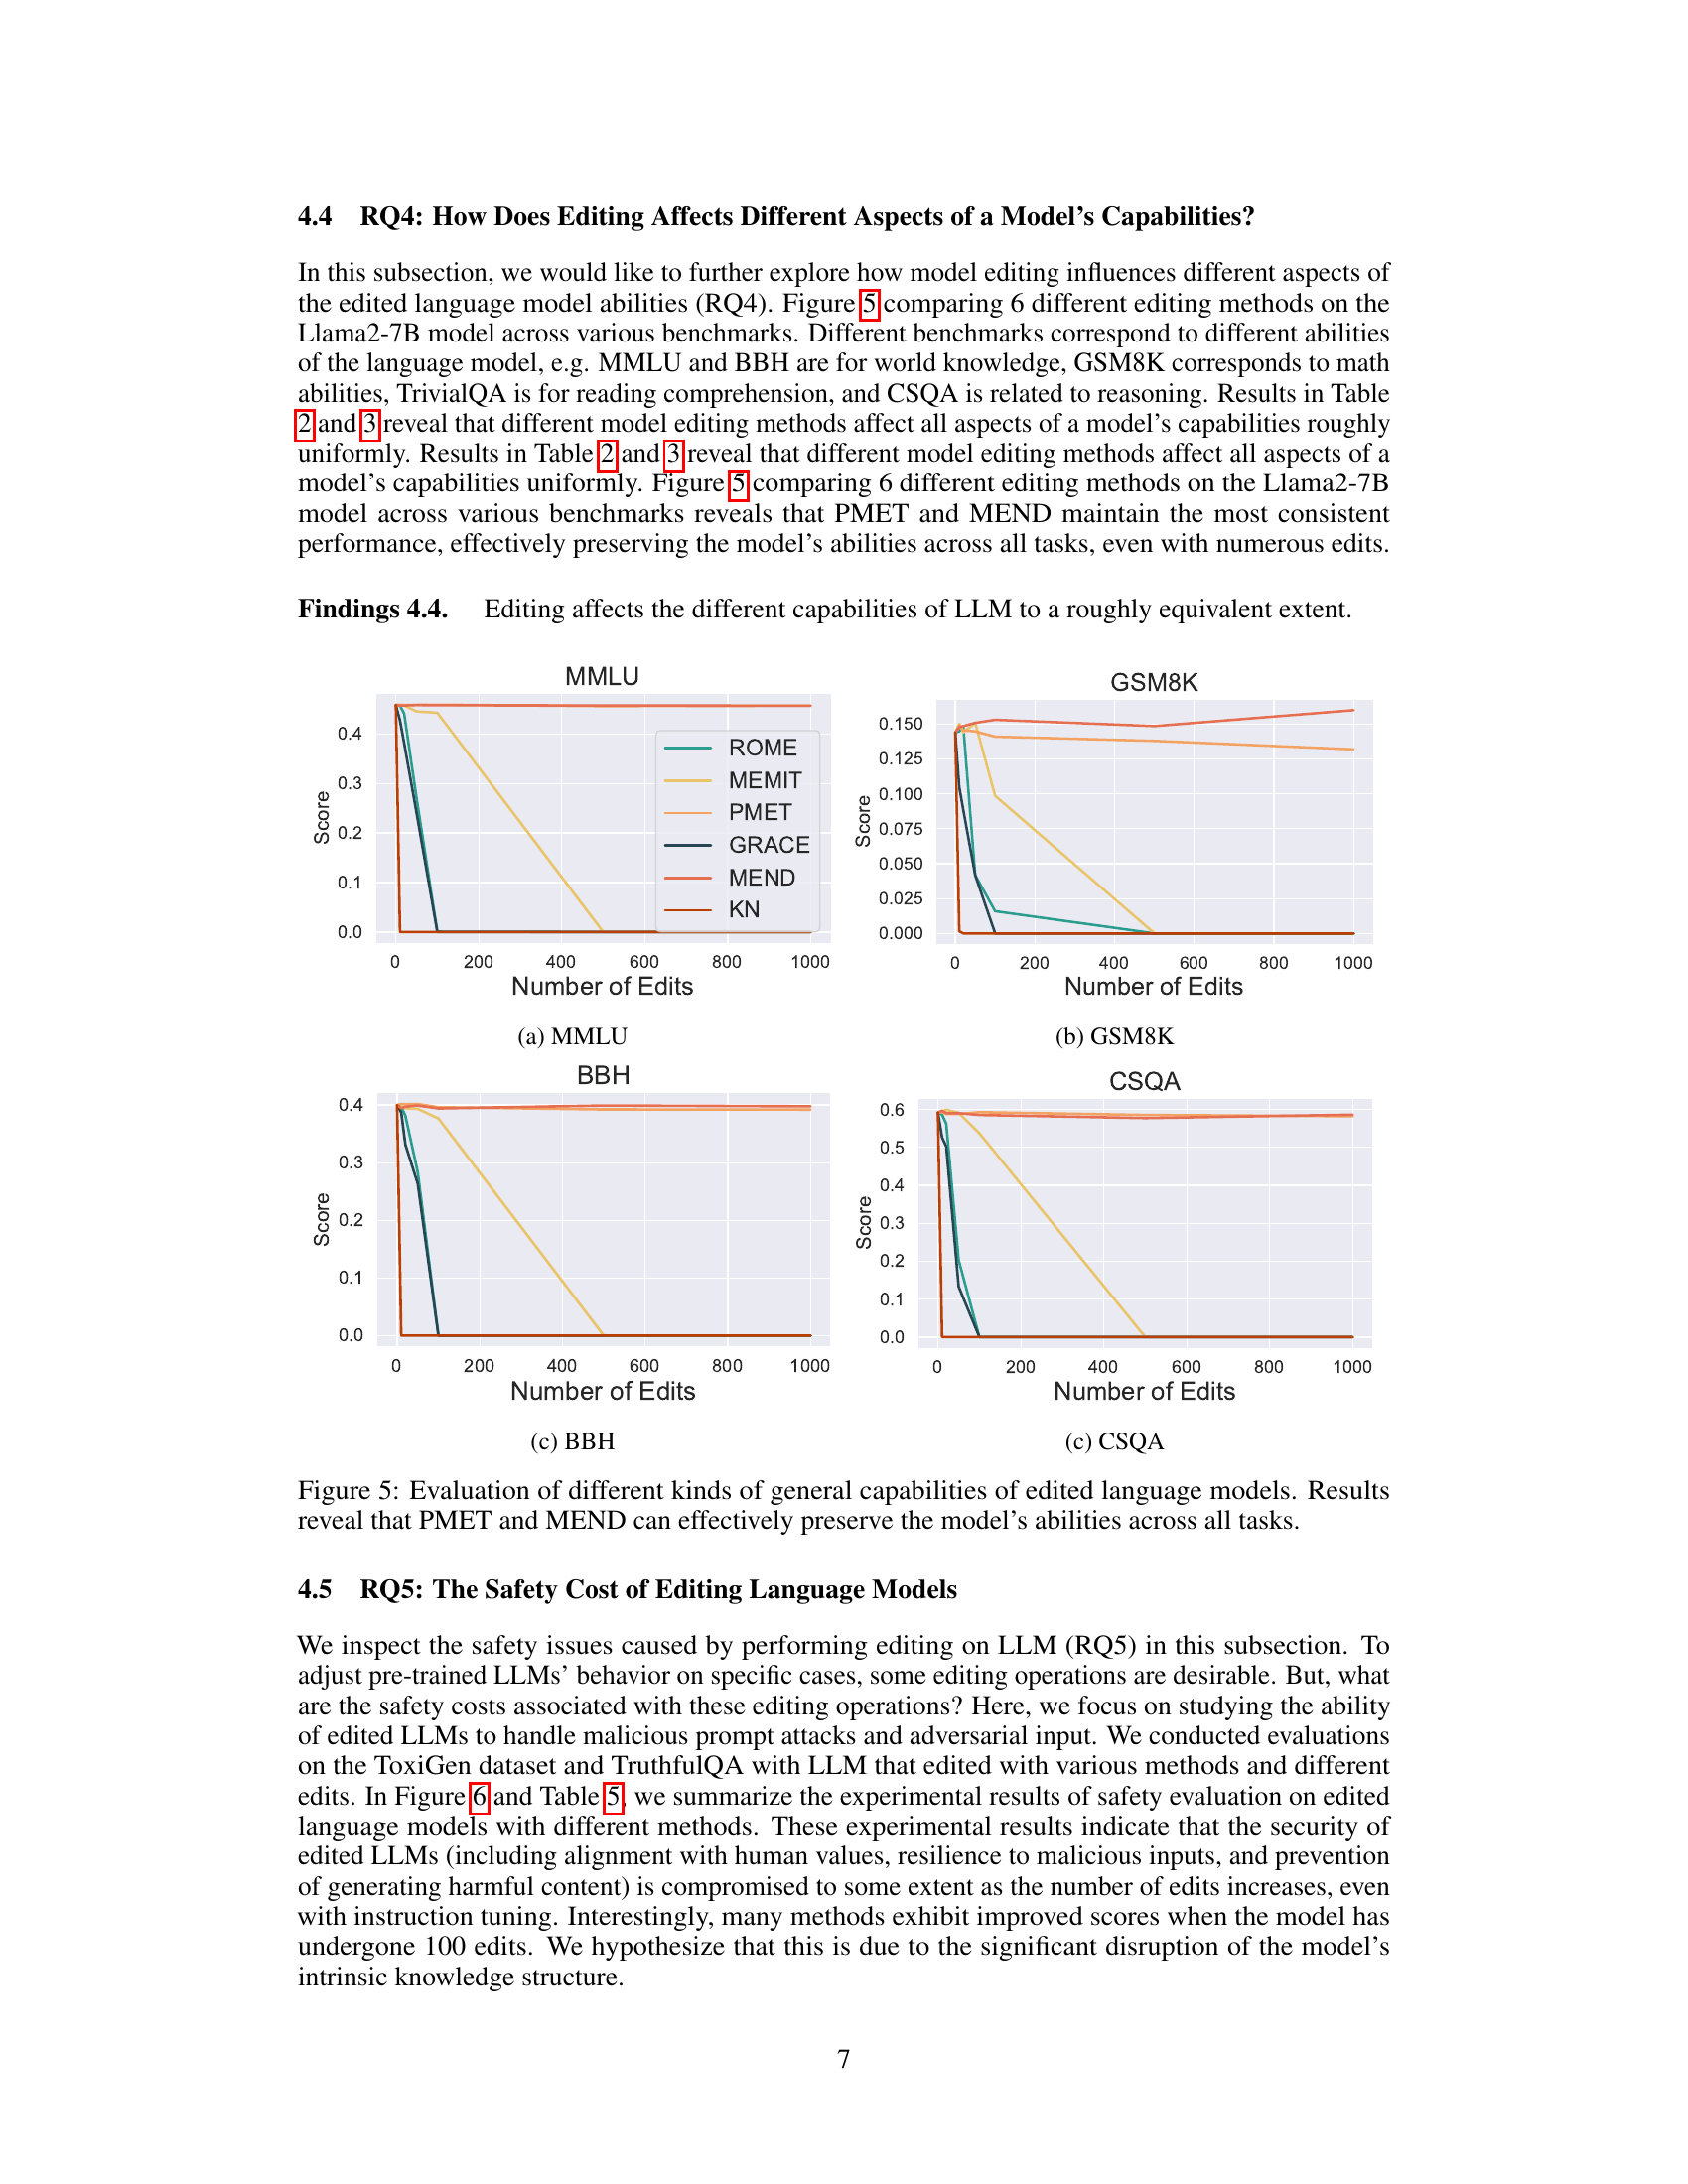 4.4 RQ4: How Does Editing Affects Different Aspects of a Model's Capabilities?
In this subsection, we would like to further explore how model editing influences different aspects of
the edited language model abilities (RQ4). Figure 5 comparing 6 different editing methods on the
Llama2-7B model across various benchmarks. Different benchmarks correspond to different abilities
of the language model, e.g. MMLU and BBH are for world knowledge, GSM8K corresponds to math
abilities, TrivialQA is for reading comprehension, and CSQA is related to reasoning. Results in Table
2 and 3 reveal that different model editing methods affect all aspects of a model's capabilities roughly
uniformly. Results in Table 2 and 3 reveal that different model editing methods affect all aspects of a
model's capabilities uniformly. Figure 5 comparing 6 different editing methods on the Llama2-7B
model across various benchmarks reveals that PMET and MEND maintain the most consistent
performance, effectively preserving the model's abilities across all tasks, even with numerous edits.
Findings 4.4. Editing affects the different capabilities of LLM to a roughly equivalent extent.
MMLU
Score
0.4
0.3
0.2
0.1
0.0
ROME
MEMIT
PMET
GRACE
MEND
KN
0 200 400 600 800 1000
Number of Edits
(a) MMLU
GSM8K
Score
0.150
0.125
0.100
0.075
0.050
0.025
0.000
0 200 400 600 800 1000
Number of Edits
(b) GSM8K
BBH
Score
0.4
0.3
0.2
0.1
0.0
0 200 400 600 800 1000
Number of Edits
(c) BBH
CSQA
Score
0.6
0.5
0.4
0.3
0.2
0.1
0.0
0 200 400 600 800 1000
Number of Edits
(c) CSQA
Figure 5: Evaluation of different kinds of general capabilities of edited language models. Results
reveal that PMET and MEND can effectively preserve the model's abilities across all tasks.
4.5 RQ5: The Safety Cost of Editing Language Models
We inspect the safety issues caused by performing editing on LLM (RQ5) in this subsection. To
adjust pre-trained LLMs' behavior on specific cases, some editing operations are desirable. But, what
are the safety costs associated with these editing operations? Here, we focus on studying the ability
of edited LLMs to handle malicious prompt attacks and adversarial input. We conducted evaluations
on the ToxiGen dataset and TruthfulQA with LLM that edited with various methods and different
edits. In Figure 6 and Table 5, we summarize the experimental results of safety evaluation on edited
language models with different methods. These experimental results indicate that the security of
edited LLMs (including alignment with human values, resilience to malicious inputs, and prevention
of generating harmful content) is compromised to some extent as the number of edits increases, even
with instruction tuning. Interestingly, many methods exhibit improved scores when the model has
undergone 100 edits. We hypothesize that this is due to the significant disruption of the model's
intrinsic knowledge structure.
7